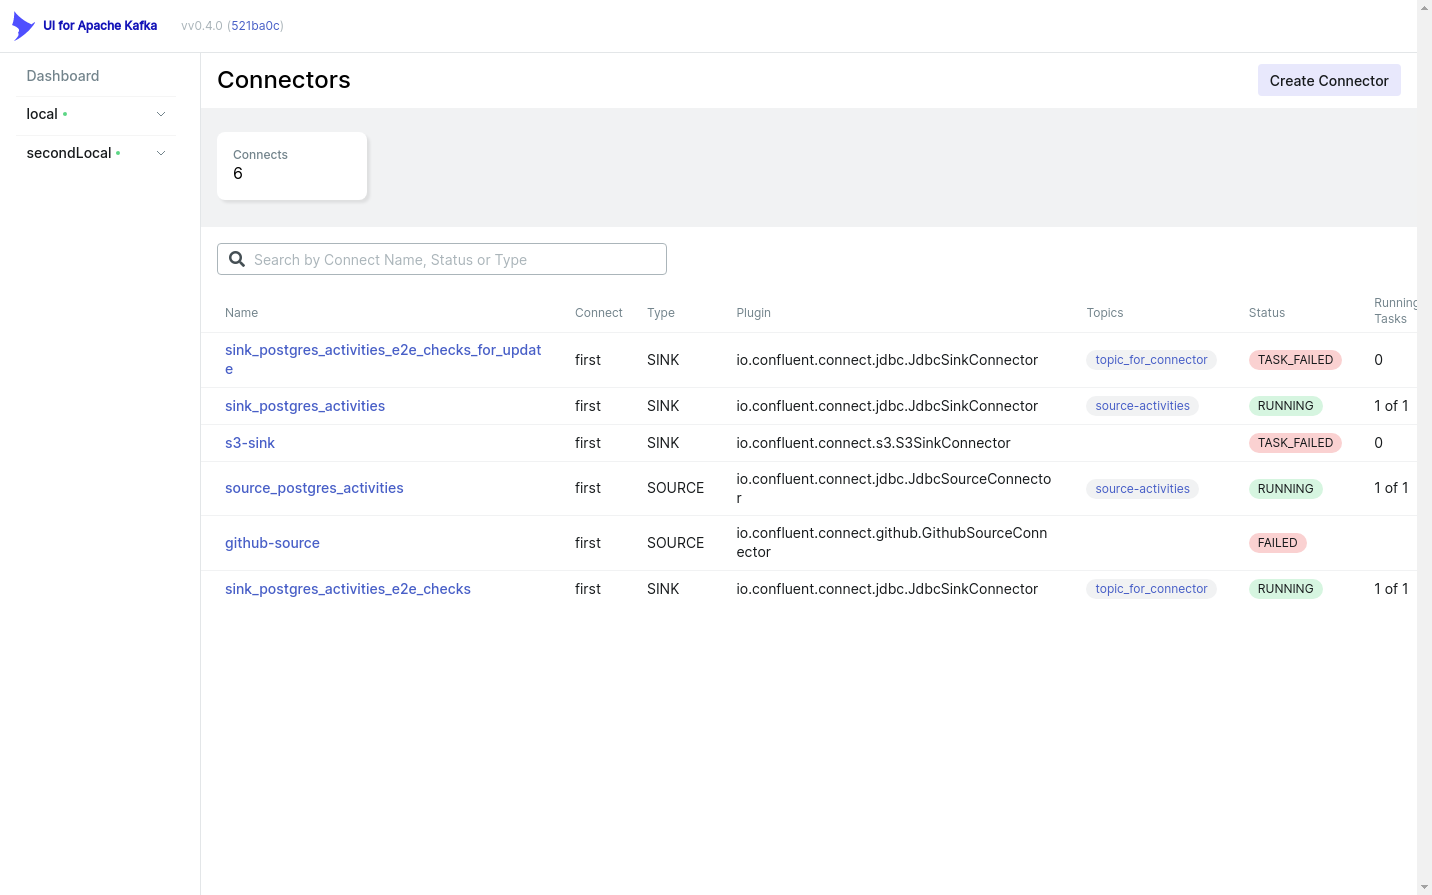 UI for Apache Kafka vv0.4.0 (521ba0c)
Dashboard
local
secondLocal
Connectors
Create Connector
Connects
6
Search by Connect Name, Status or Type
Name Connect Type Plugin Topics Status Running
Tasks
sink_postgres_activities_e2e_checks_for_updat
e
first SINK io.confluent.connect.jdbc.JdbcSinkConnector topic_for_connector TASK_FAILED 0
sink_postgres_activities first SINK io.confluent.connect.jdbc.JdbcSinkConnector source-activities RUNNING 1 of 1
s3-sink first SINK io.confluent.connect.s3.S3SinkConnector TASK_FAILED 0
source_postgres_activities first SOURCE io.confluent.connect.jdbc.JdbcSourceConnecto
r
source-activities RUNNING 1 of 1
github-source first SOURCE io.confluent.connect.github.GithubSourceConn
ector
FAILED
sink_postgres_activities_e2e_checks first SINK io.confluent.connect.jdbc.JdbcSinkConnector topic_for_connector RUNNING 1 of 1